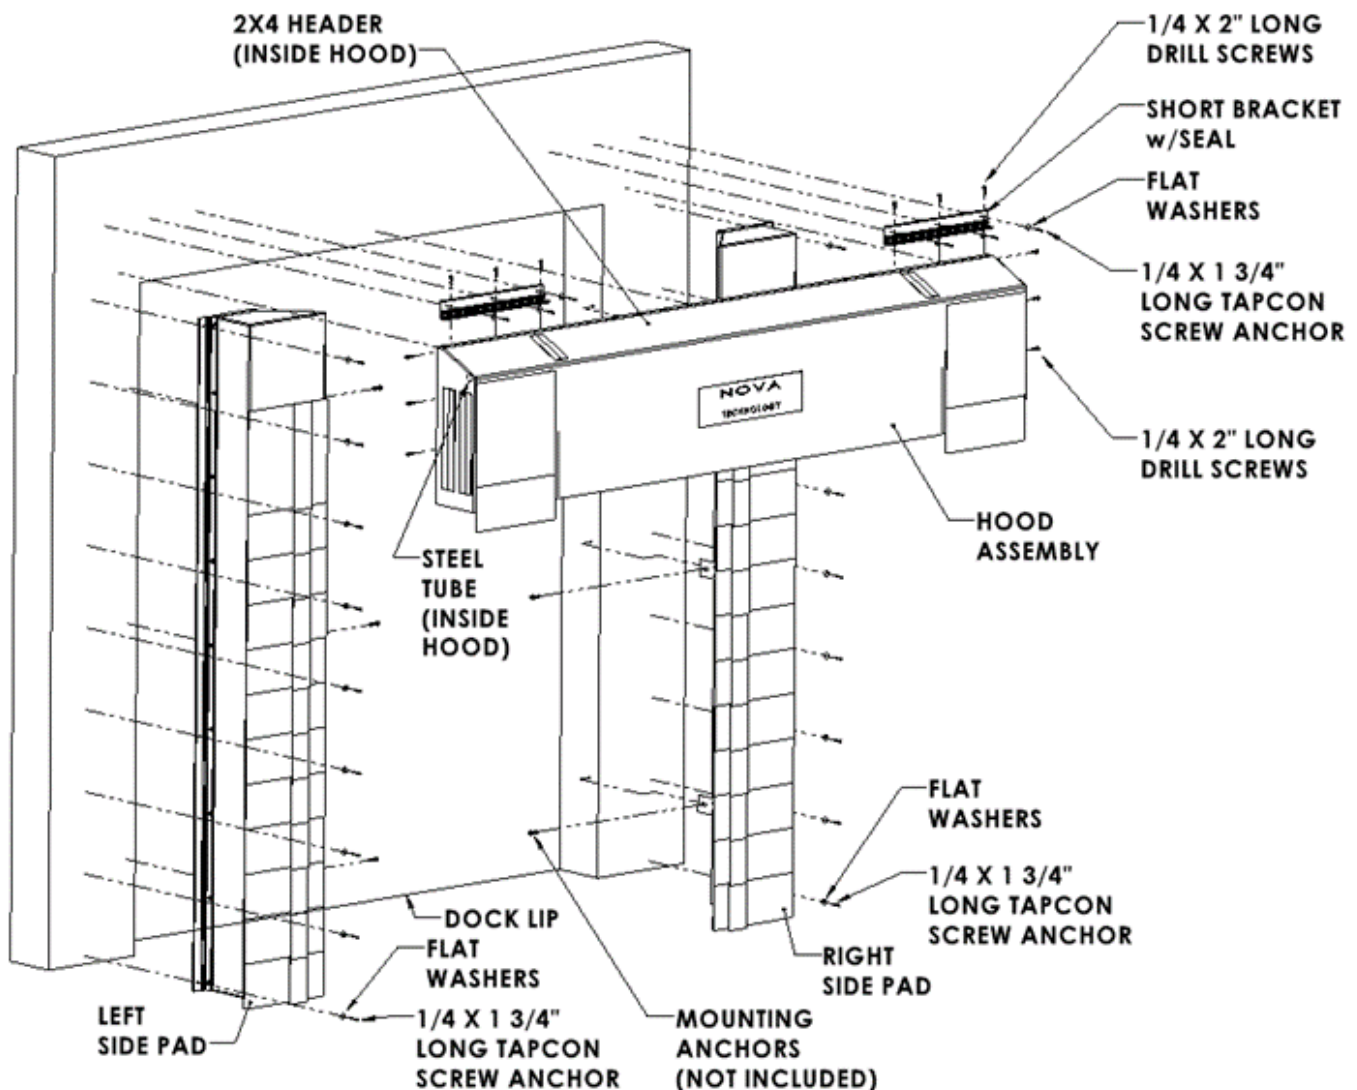 2X4 HEADER
(INSIDE HOOD)
1/4 X 2" LONG
DRILL SCREWS
SHORT BRACKET
w/SEAL
FLAT
WASHERS
1/4 X 1 3/4"
LONG TAPCON
SCREW ANCHOR
NOVA
TECHNOLOGY
1/4 X 2" LONG
DRILL SCREWS
HOOD
ASSEMBLY
STEEL
TUBE
(INSIDE
HOOD)
FLAT
WASHERS
1/4 X 1 3/4"
LONG TAPCON
SCREW ANCHOR
DOCK LIP
FLAT
WASHERS
RIGHT
SIDE PAD
LEFT
SIDE PAD
1/4 X 1 3/4"
LONG TAPCON
SCREW ANCHOR
MOUNTING
ANCHORS
(NOT INCLUDED)